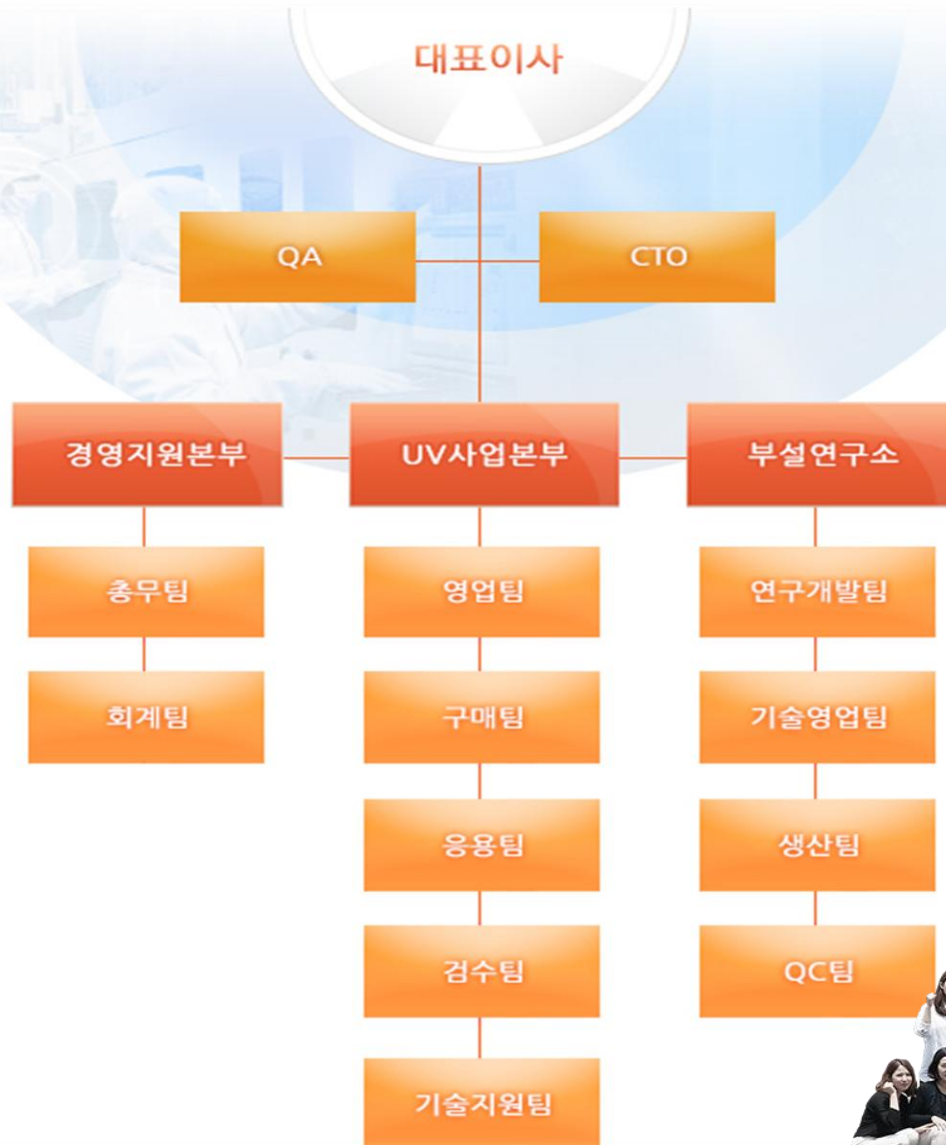 대표이사
QA
CTO
경영지원본부
UV사업본부
부설연구소
총무팀
영업팀
연구개발팀
회계팀
구매팀
기술영업팀
응용팀
생산팀
검수팀
QC팀
기술지원팀